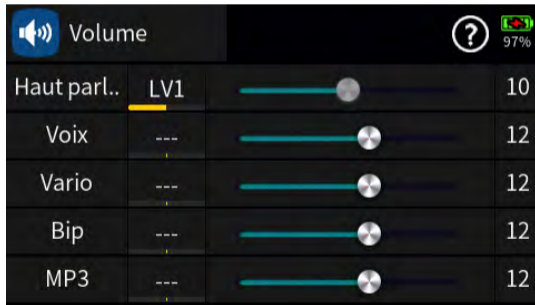 Volume ? 97%
Haut parl.. LV1 10
Voix --- 12
Vario --- 12
Bip --- 12
MP3 --- 12